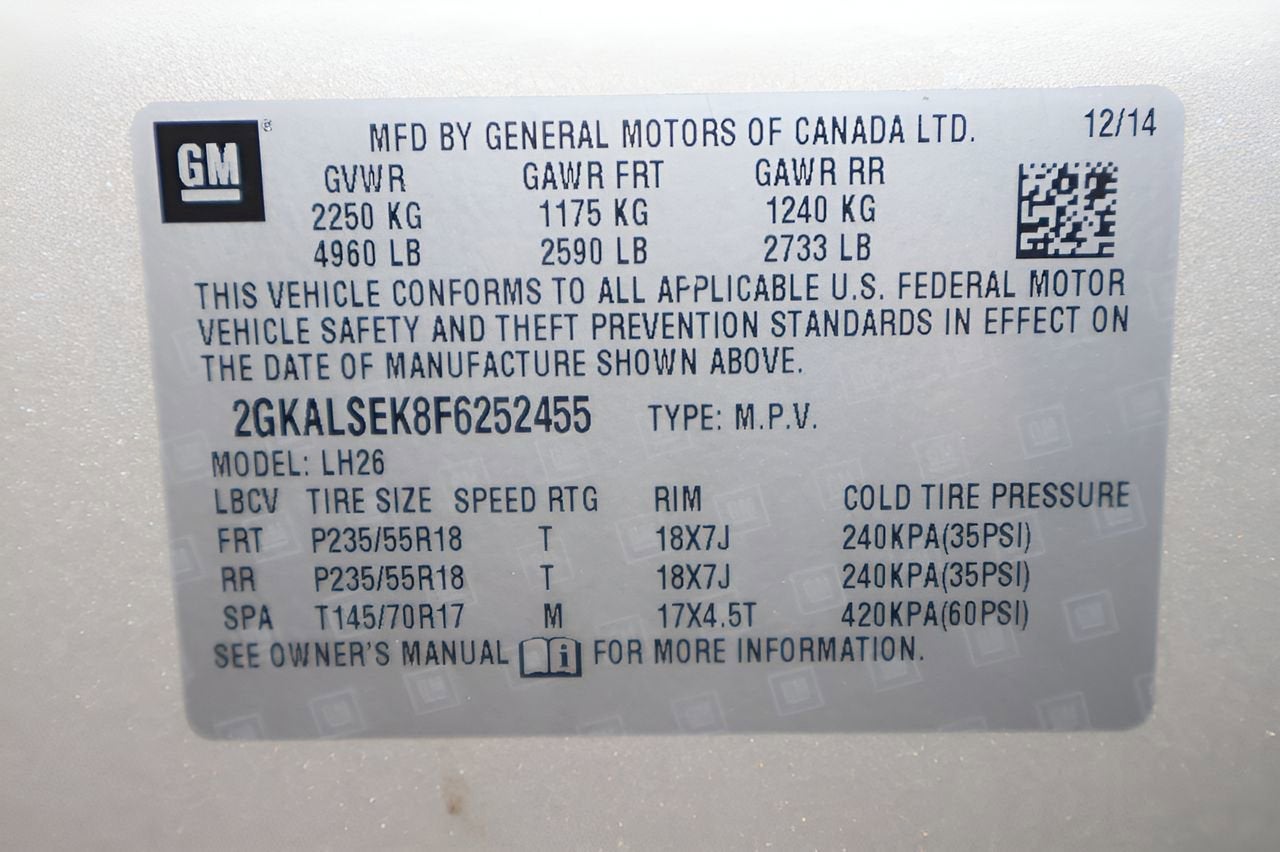 GM ®
MFD BY GENERAL MOTORS OF CANADA LTD. 12/14
GVWR GAWR FRT GAWR RR
2250 KG 1175 KG 1240 KG
4960 LB 2590 LB 2733 LB
THIS VEHICLE CONFORMS TO ALL APPLICABLE U.S. FEDERAL MOTOR
VEHICLE SAFETY AND THEFT PREVENTION STANDARDS IN EFFECT ON
THE DATE OF MANUFACTURE SHOWN ABOVE.
2GKALSEK8F6252455 TYPE: M.P.V.
MODEL: LH26
LBCV TIRE SIZE SPEED RTG RIM COLD TIRE PRESSURE
FRT P235/55R18 T 18X7J 240KPA(35PSI)
RR P235/55R18 T 18X7J 240KPA(35PSI)
SPA T145/70R17 M 17X4.5T 420KPA(60PSI)
SEE OWNER'S MANUAL i FOR MORE INFORMATION.